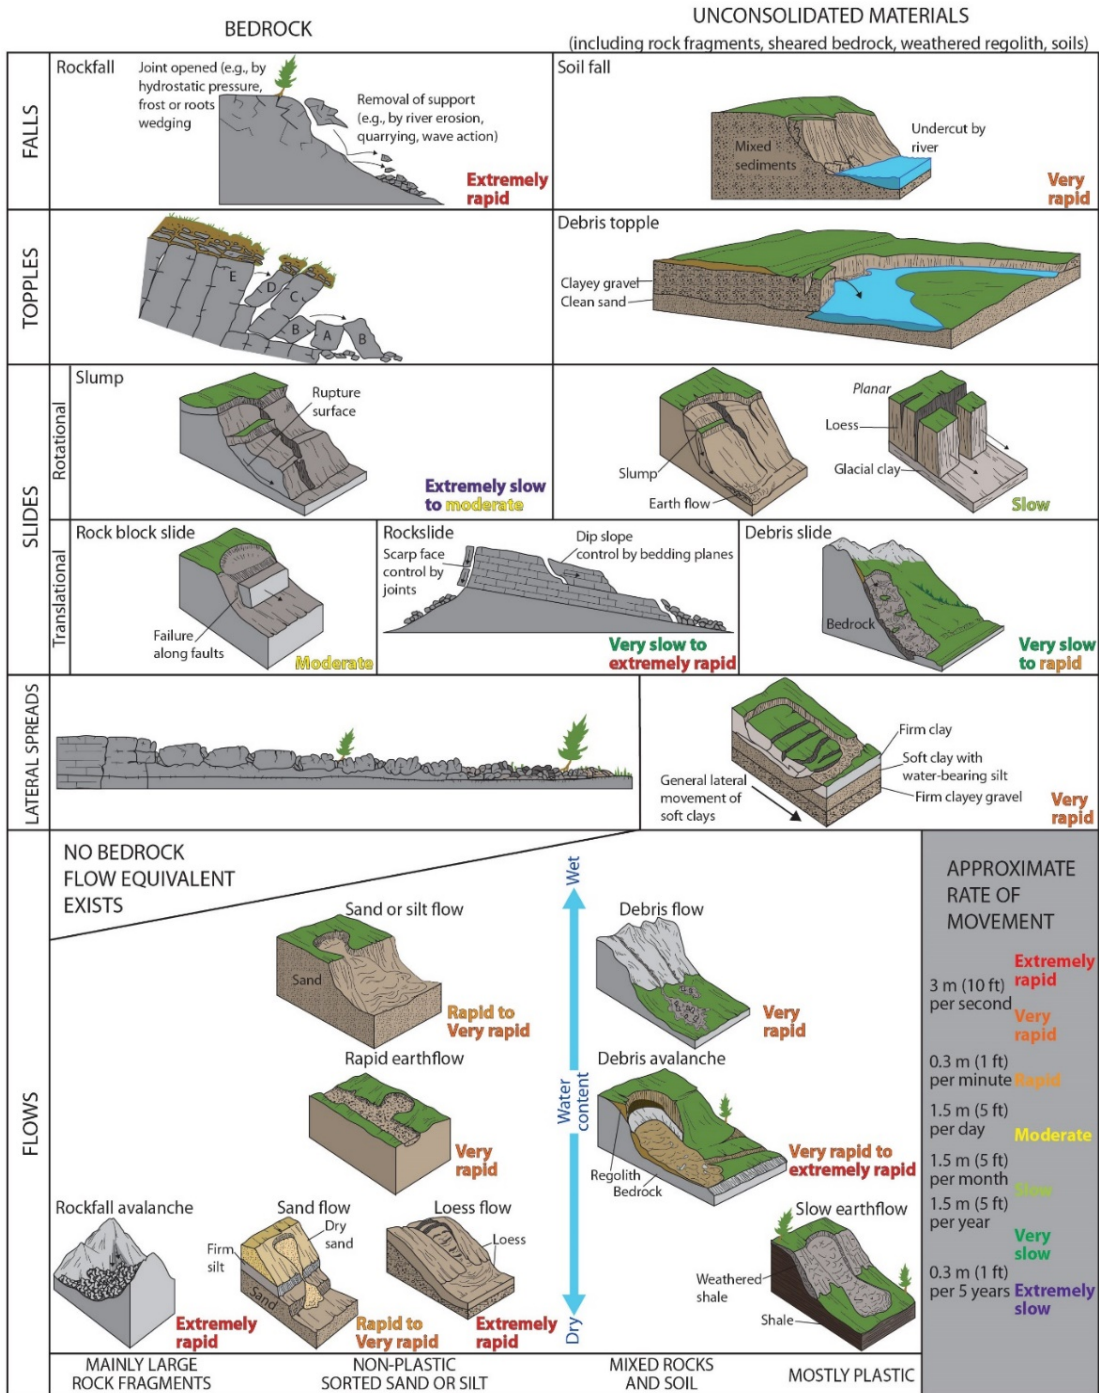 BEDROCK
UNCONSOLIDATED MATERIALS
(including rock fragments, sheared bedrock, weathered regolith, soils)
FALLS
Rockfall
Joint opened (e.g., by
hydrostatic pressure,
frost or roots
wedging)
Removal of support
(e.g., by river erosion,
quarrying, wave action)
Extremely
rapid
Soil fall
Mixed
sediments
Undercut by
river
Very
rapid
TOPPLES
E
D
C
B
A
B
Debris topple
Clayey gravel
Clean sand
SLIDES
Rotational
Slump
Rupture
surface
Extremely slow
to moderate
Slump
Earth flow
Planar
Loess
Glacial clay
Slow
Translational
Rock block slide
Failure
along faults
Moderate
Rockslide
Scarp face
control by
joints
Dip slope
control by bedding planes
Very slow to
extremely rapid
Debris slide
Bedrock
Very slow
to rapid
LATERAL SPREADS
General lateral
movement of
soft clays
Firm clay
Soft clay with
water-bearing silt
Firm clayey gravel
Very
rapid
FLOWS
NO BEDROCK
FLOW EQUIVALENT
EXISTS
Sand or silt flow
Sand
Rapid to
Very rapid
Wet
Water
content
Dry
Debris flow
Very
rapid
Rapid earthflow
Very
rapid
Debris avalanche
Regolith
Bedrock
Very rapid to
extremely rapid
Rockfall avalanche
Extremely
rapid
Sand flow
Dry
sand
Firm
silt
Sand
Rapid to
Very rapid
Loess flow
Loess
Extremely
rapid
Slow earthflow
Weathered
shale
Shale
MAINLY LARGE
ROCK FRAGMENTS
NON-PLASTIC
SORTED SAND OR SILT
MIXED ROCKS
AND SOIL
MOSTLY PLASTIC
APPROXIMATE
RATE OF
MOVEMENT
Extremely
rapid
3 m (10 ft)
per second
Very
rapid
0.3 m (1 ft)
per minute
Rapid
1.5 m (5 ft)
per day
Moderate
1.5 m (5 ft)
per month
Slow
1.5 m (5 ft)
per year
Very
slow
0.3 m (1 ft)
per 5 years
Extremely
slow